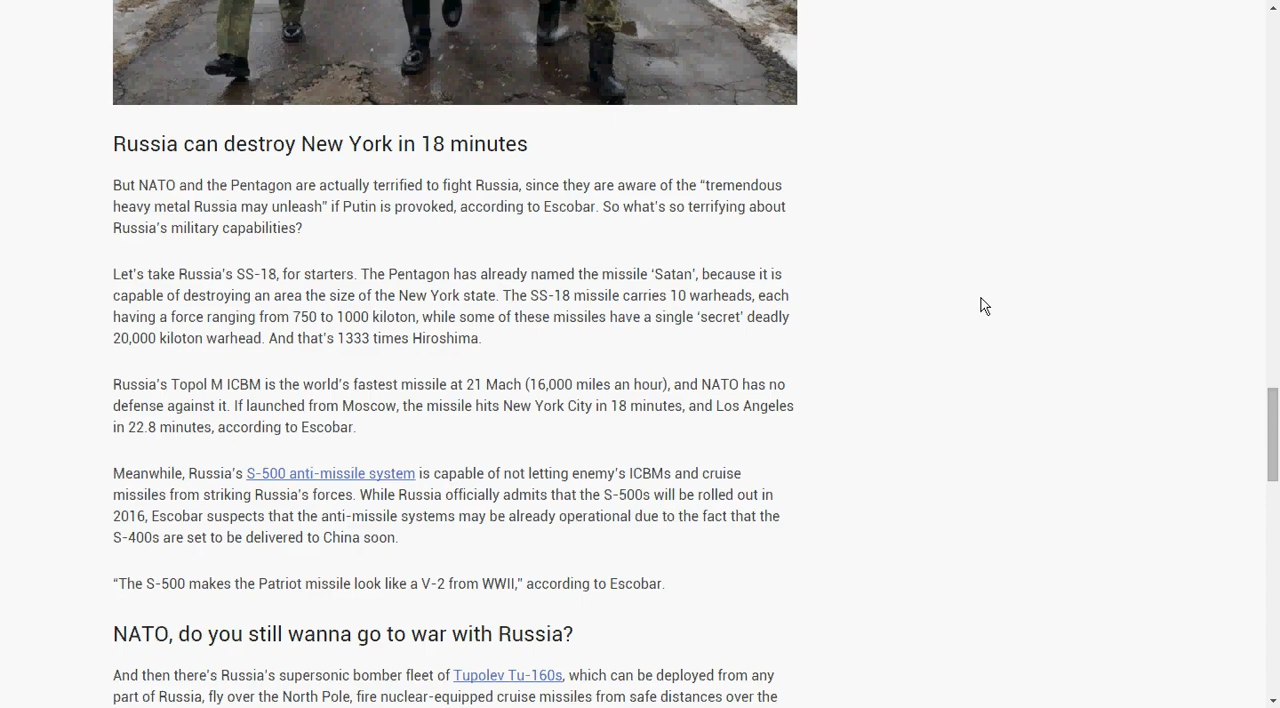 Russia can destroy New York in 18 minutes
But NATO and the Pentagon are actually terrified to fight Russia, since they are aware of the “tremendous
heavy metal Russia may unleash” if Putin is provoked, according to Escobar. So what’s so terrifying about
Russia’s military capabilities?
Let’s take Russia’s SS-18, for starters. The Pentagon has already named the missile ‘Satan’, because it is
capable of destroying an area the size of the New York state. The SS-18 missile carries 10 warheads, each
having a force ranging from 750 to 1000 kiloton, while some of these missiles have a single ‘secret’ deadly
20,000 kiloton warhead. And that’s 1333 times Hiroshima.
Russia’s Topol M ICBM is the world’s fastest missile at 21 Mach (16,000 miles an hour), and NATO has no
defense against it. If launched from Moscow, the missile hits New York City in 18 minutes, and Los Angeles
in 22.8 minutes, according to Escobar.
Meanwhile, Russia’s S-500 anti-missile system is capable of not letting enemy’s ICBMs and cruise
missiles from striking Russia’s forces. While Russia officially admits that the S-500s will be rolled out in
2016, Escobar suspects that the anti-missile systems may be already operational due to the fact that the
S-400s are set to be delivered to China soon.
“The S-500 makes the Patriot missile look like a V-2 from WWII,” according to Escobar.
NATO, do you still wanna go to war with Russia?
And then there’s Russia’s supersonic bomber fleet of Tupolev Tu-160s, which can be deployed from any
part of Russia, fly over the North Pole, fire nuclear-equipped cruise missiles from safe distances over the